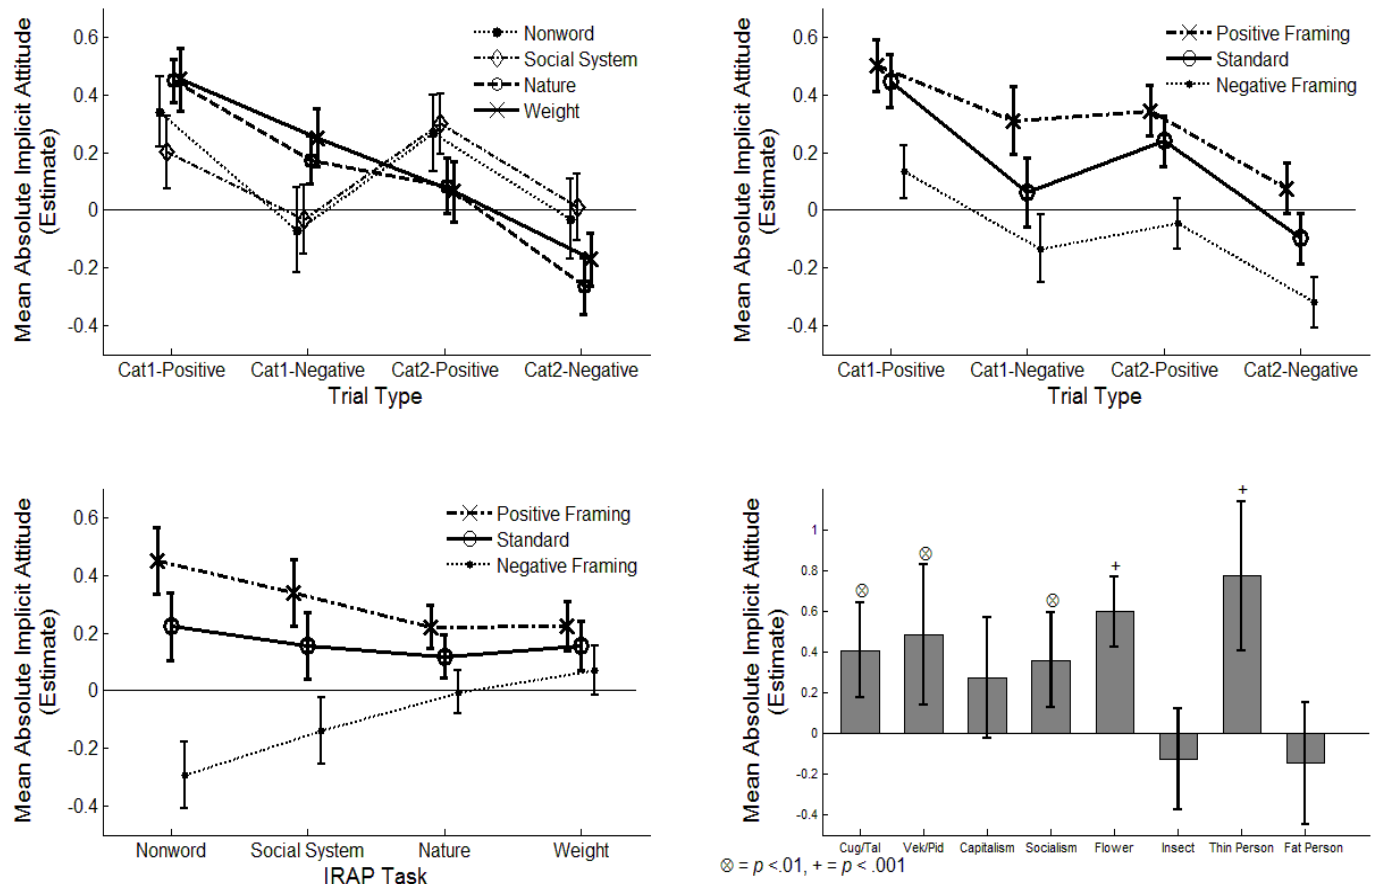 Mean Absolute Implicit Attitude
(Estimate)
0.6
0.4
0.2
0
-0.2
-0.4
Nonword
Social System
Nature
Weight
Cat1-Positive
Cat1-Negative
Cat2-Positive
Cat2-Negative
Trial Type
Mean Absolute Implicit Attitude
(Estimate)
0.6
0.4
0.2
0
-0.2
-0.4
Positive Framing
Standard
Negative Framing
Cat1-Positive
Cat1-Negative
Cat2-Positive
Cat2-Negative
Trial Type
Mean Absolute Implicit Attitude
(Estimate)
0.6
0.4
0.2
0
-0.2
-0.4
Positive Framing
Standard
Negative Framing
Nonword
Social System
Nature
Weight
IRAP Task
Mean Absolute Implicit Attitude
(Estimate)
1
0.8
0.6
0.4
0.2
0
-0.2
-0.4
⊗
⊗
⊗
+
+
Cug/Tal
Vek/Pid
Capitalism
Socialism
Flower
Insect
Thin Person
Fat Person
⊗ = p <.01, + = p < .001